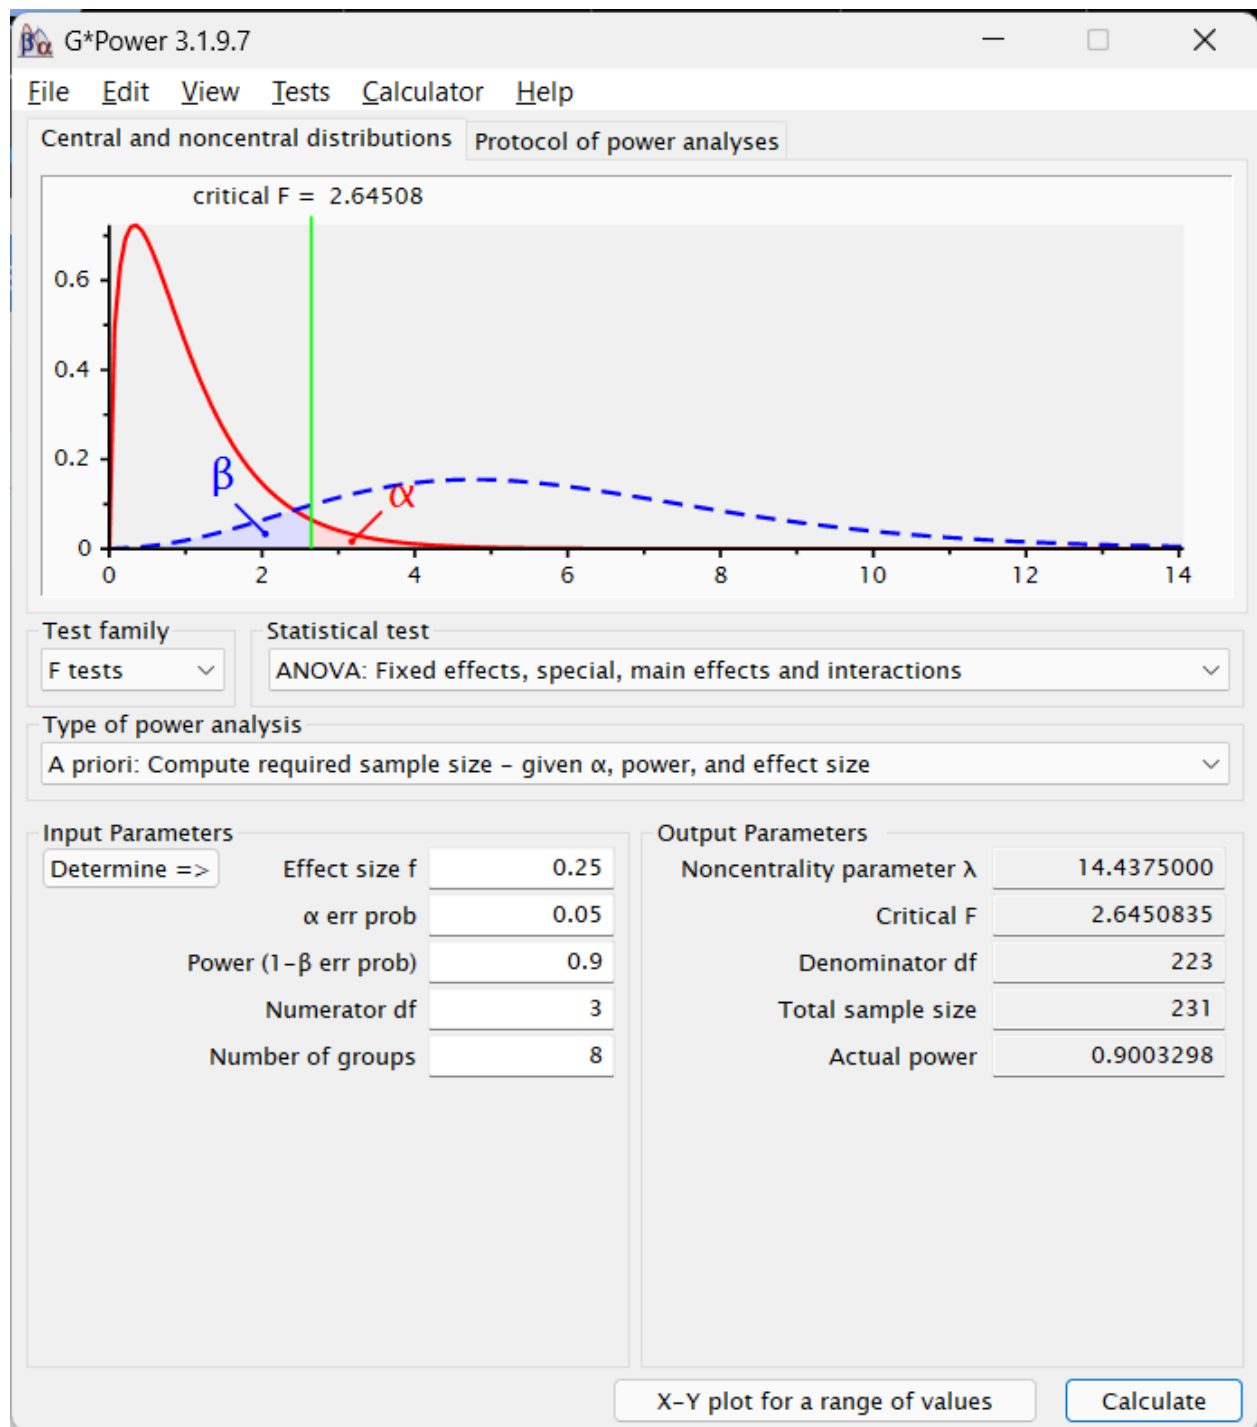 G*Power 3.1.9.7
File Edit View Tests Calculator Help
Central and noncentral distributions Protocol of power analyses
critical F = 2.64508
0.6
0.4
0.2
0
β
α
0 2 4 6 8 10 12 14
Test family Statistical test
F tests ANOVA: Fixed effects, special, main effects and interactions
Type of power analysis
A priori: Compute required sample size – given α, power, and effect size
Input Parameters
Determine => Effect size f 0.25
α err prob 0.05
Power (1–β err prob) 0.9
Numerator df 3
Number of groups 8
Output Parameters
Noncentrality parameter λ 14.4375000
Critical F 2.6450835
Denominator df 223
Total sample size 231
Actual power 0.9003298
X–Y plot for a range of values Calculate